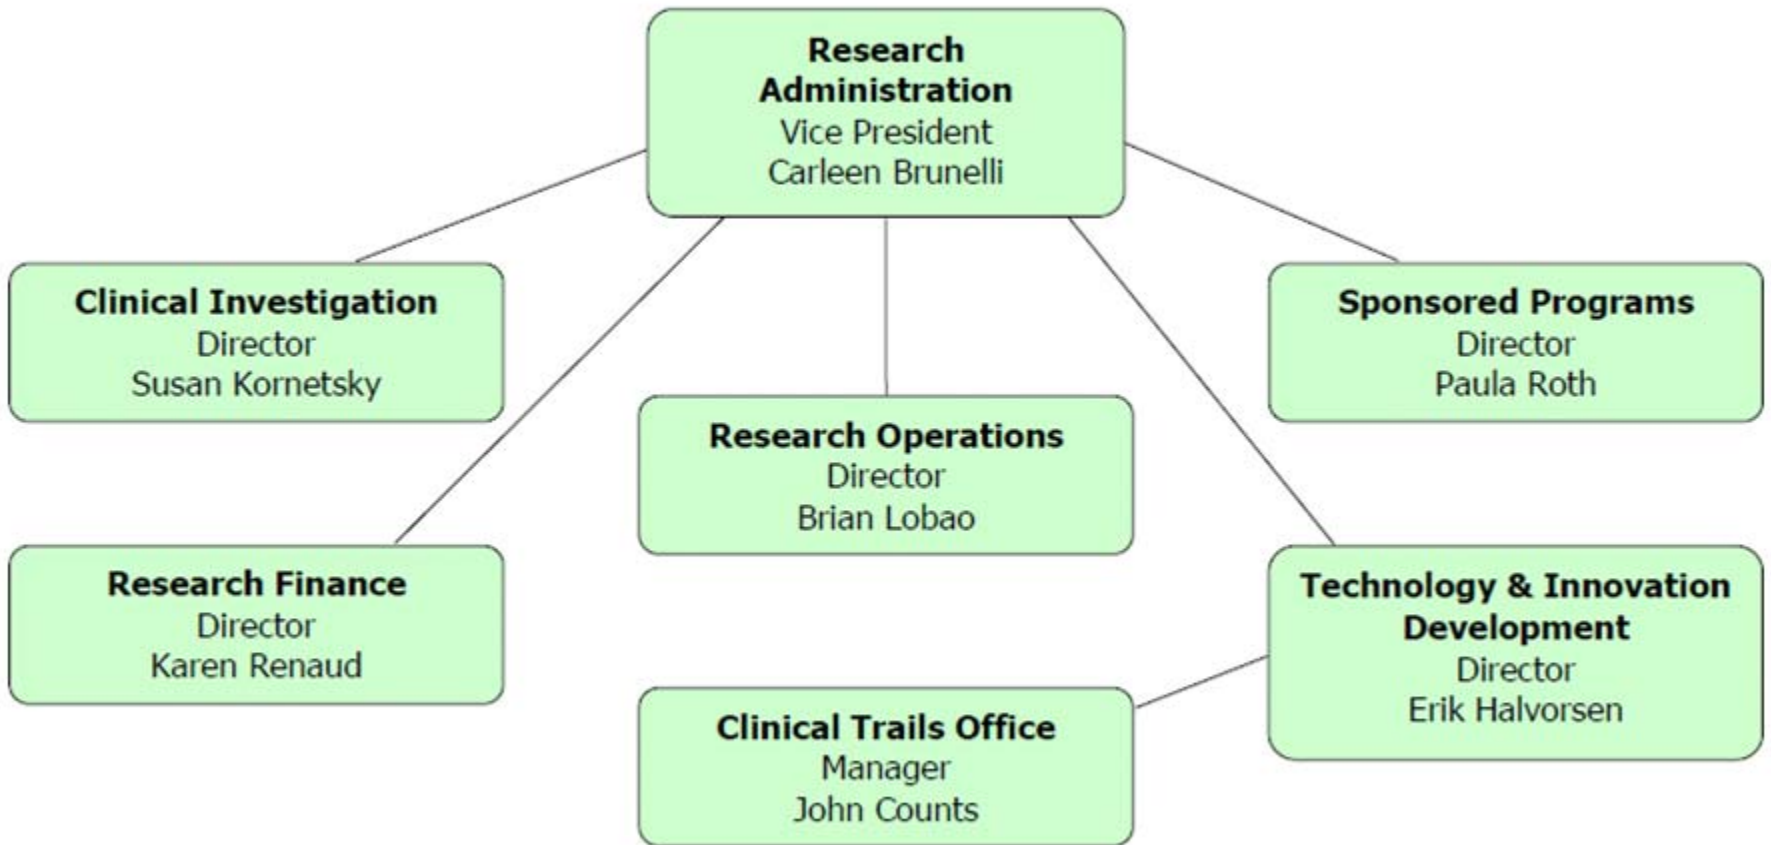 Research
Administration
Vice President
Carleen Brunelli
Clinical Investigation
Director
Susan Kornetsky
Sponsored Programs
Director
Paula Roth
Research Operations
Director
Brian Lobao
Research Finance
Director
Karen Renaud
Technology & Innovation
Development
Director
Erik Halvorsen
Clinical Trails Office
Manager
John Counts